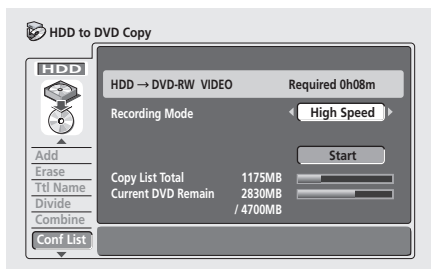 HDD to DVD Copy
HDD
HDD → DVD-RW VIDEO Required 0h08m
Recording Mode High Speed
Start
Add
Erase
Ttl Name
Divide
Combine
Conf List
Copy List Total 1175MB
Current DVD Remain 2830MB
/ 4700MB